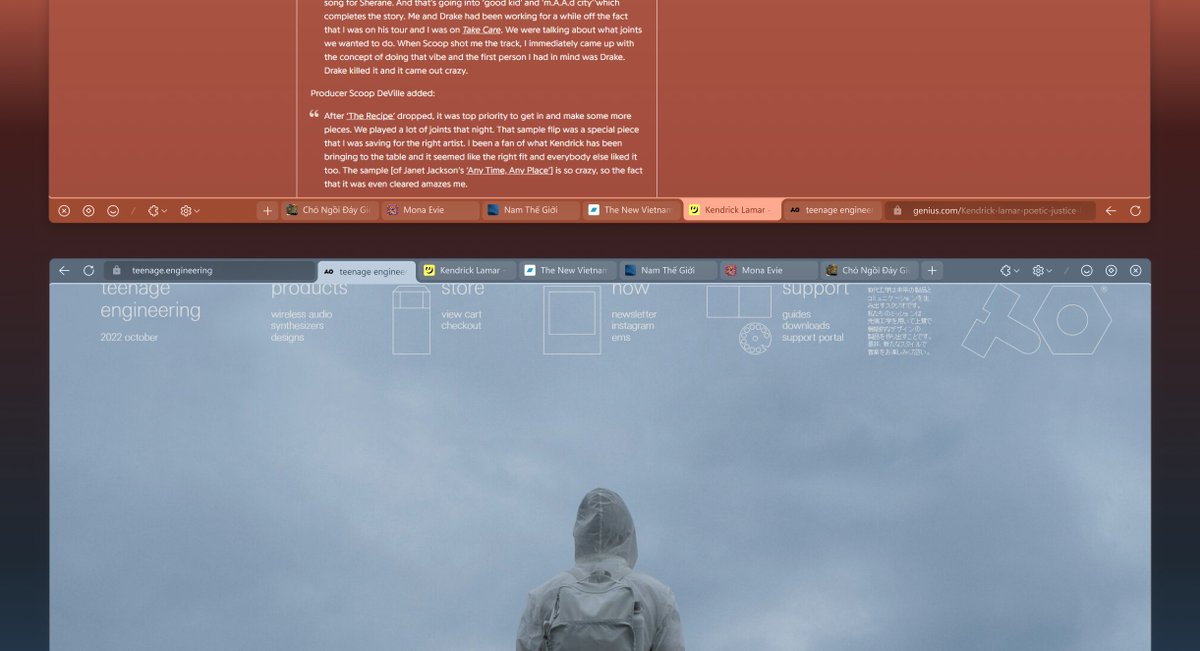 song for Sherane. And that's going into 'good kid' and 'm.A.A.d city' which
completes the story. Me and Drake had been working for a while off the fact
that I was on his tour and I was on Take Care. We were talking about what joints
we wanted to do. When Scoop shot me the track, I immediately came up with
the concept of doing that vibe and the first person I had in mind was Drake.
Drake killed it and it came out crazy.
Producer Scoop DeVille added:
“ After 'The Recipe' dropped, it was top priority to get in and make some more
pieces. We played a lot of joints that night. That sample flip was a special piece
that I was saving for the right artist. I been a fan of what Kendrick has been
bringing to the table and it seemed like the right fit and everybody else liked it
too. The sample [of Janet Jackson's 'Any Time, Any Place'] is so crazy, so the fact
that it was even cleared amazes me.
Chó Ngồi Đáy Gi Mona Evie Nam Thế Giới The New Vietnam Kendrick Lamar - teenage enginee genius.com/Kendrick-lamar-poetic-justice
teenage.engineering teenage enginee Kendrick Lamar - The New Vietnam Nam Thế Giới Mona Evie Chó Ngồi Đáy Gi
teenage
engineering
2022 october
products
wireless audio
synthesizers
designs
store
view cart
checkout
now
newsletter
instagram
ems
support
guides
downloads
support portal